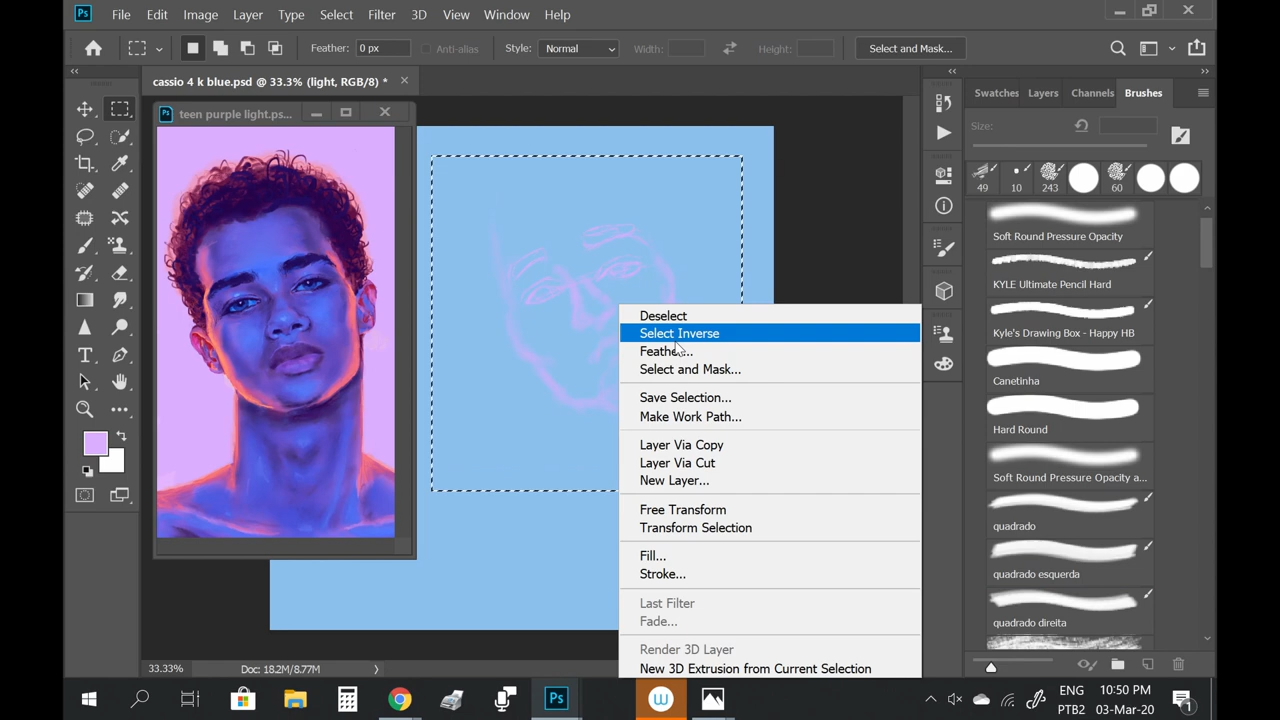 Ps File Edit Image Layer Type Select Filter 3D View Window Help
Feather: 0 px Anti-alias Style: Normal Width: Height: Select and Mask...
cassio 4 k blue.psd @ 33.3% (light, RGB/8) *
Swatches Layers Channels Brushes
Ps teen purple light.ps...
Size:
49 10 243 60
Soft Round Pressure Opacity
KYLE Ultimate Pencil Hard
Kyle's Drawing Box - Happy HB
Canetinha
Hard Round
Soft Round Pressure Opacity a...
quadrado
quadrado esquerda
quadrado direita
Deselect
Select Inverse
Feather...
Select and Mask...
Save Selection...
Make Work Path...
Layer Via Copy
Layer Via Cut
New Layer...
Free Transform
Transform Selection
Fill...
Stroke...
Last Filter
Fade...
Render 3D Layer
New 3D Extrusion from Current Selection
33.33% Doc: 18.2M/8.77M
Ps
ENG 10:50 PM
PTB2 03-Mar-20
1